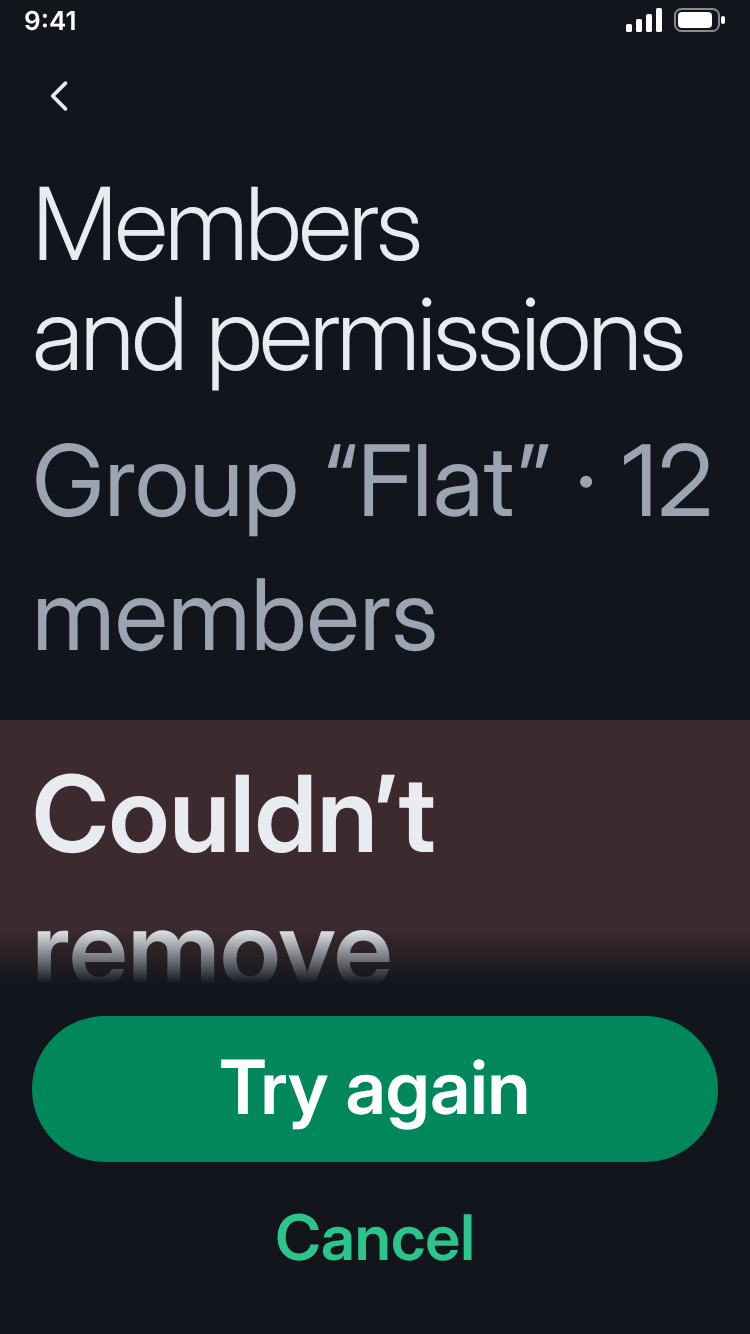 9:41
Members
and permissions
Group “Flat” · 12
members
Couldn’t
remove
Try again
Cancel